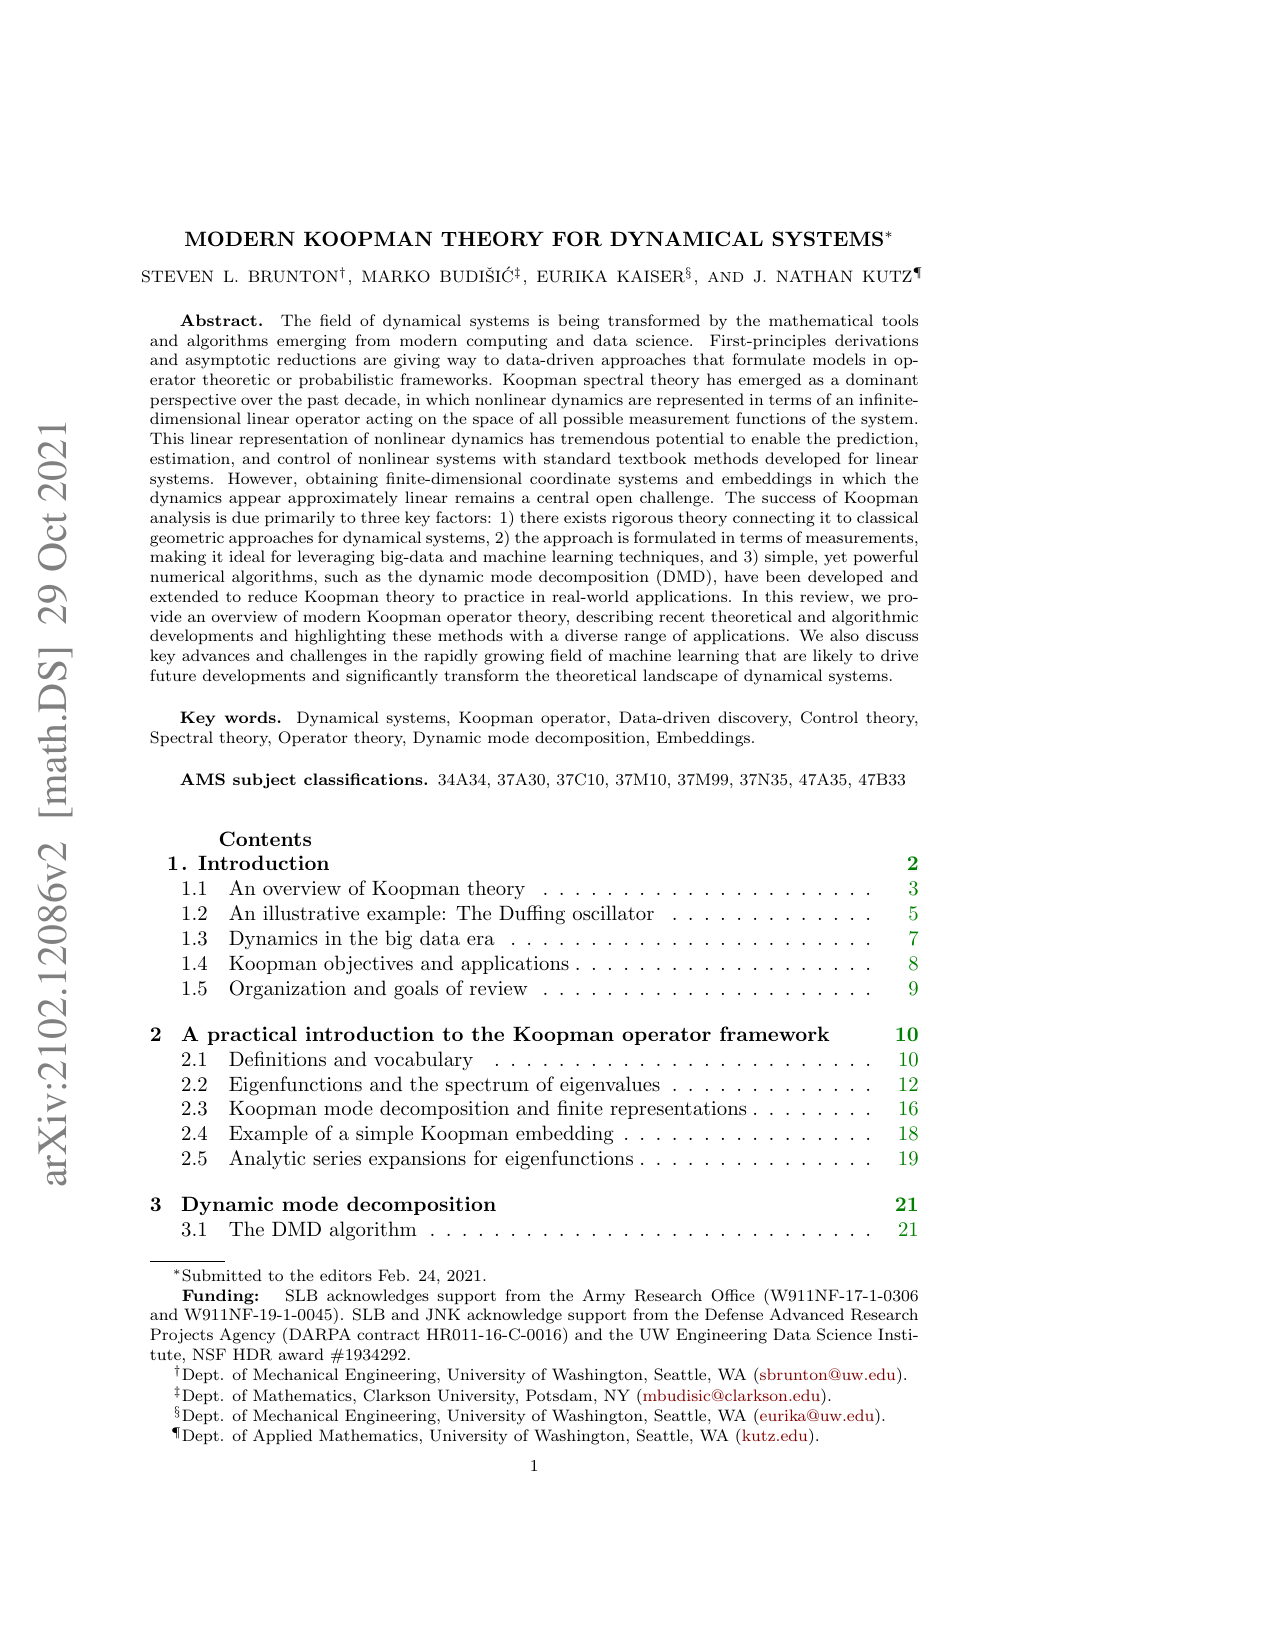 MODERN KOOPMAN THEORY FOR DYNAMICAL SYSTEMS*
STEVEN L. BRUNTON†, MARKO BUDIŠIĆ‡, EURIKA KAISER§, AND J. NATHAN KUTZ¶
Abstract. The field of dynamical systems is being transformed by the mathematical tools
and algorithms emerging from modern computing and data science. First-principles derivations
and asymptotic reductions are giving way to data-driven approaches that formulate models in op-
erator theoretic or probabilistic frameworks. Koopman spectral theory has emerged as a dominant
perspective over the past decade, in which nonlinear dynamics are represented in terms of an infinite-
dimensional linear operator acting on the space of all possible measurement functions of the system.
This linear representation of nonlinear dynamics has tremendous potential to enable the prediction,
estimation, and control of nonlinear systems with standard textbook methods developed for linear
systems. However, obtaining finite-dimensional coordinate systems and embeddings in which the
dynamics appear approximately linear remains a central open challenge. The success of Koopman
analysis is due primarily to three key factors: 1) there exists rigorous theory connecting it to classical
geometric approaches for dynamical systems, 2) the approach is formulated in terms of measurements,
making it ideal for leveraging big-data and machine learning techniques, and 3) simple, yet powerful
numerical algorithms, such as the dynamic mode decomposition (DMD), have been developed and
extended to reduce Koopman theory to practice in real-world applications. In this review, we pro-
vide an overview of modern Koopman operator theory, describing recent theoretical and algorithmic
developments and highlighting these methods with a diverse range of applications. We also discuss
key advances and challenges in the rapidly growing field of machine learning that are likely to drive
future developments and significantly transform the theoretical landscape of dynamical systems.
Key words. Dynamical systems, Koopman operator, Data-driven discovery, Control theory,
Spectral theory, Operator theory, Dynamic mode decomposition, Embeddings.
AMS subject classifications. 34A34, 37A30, 37C10, 37M10, 37M99, 37N35, 47A35, 47B33
Contents
1. Introduction 2
1.1 An overview of Koopman theory . . . . . . . . . . . . . . . . . . . . . 3
1.2 An illustrative example: The Duffing oscillator . . . . . . . . . . . . . 5
1.3 Dynamics in the big data era . . . . . . . . . . . . . . . . . . . . . . . 7
1.4 Koopman objectives and applications . . . . . . . . . . . . . . . . . . . 8
1.5 Organization and goals of review . . . . . . . . . . . . . . . . . . . . . 9
2 A practical introduction to the Koopman operator framework 10
2.1 Definitions and vocabulary . . . . . . . . . . . . . . . . . . . . . . . . 10
2.2 Eigenfunctions and the spectrum of eigenvalues . . . . . . . . . . . . . 12
2.3 Koopman mode decomposition and finite representations . . . . . . . . 16
2.4 Example of a simple Koopman embedding . . . . . . . . . . . . . . . . 18
2.5 Analytic series expansions for eigenfunctions . . . . . . . . . . . . . . . 19
3 Dynamic mode decomposition 21
3.1 The DMD algorithm . . . . . . . . . . . . . . . . . . . . . . . . . . . . 21
*Submitted to the editors Feb. 24, 2021.
Funding: SLB acknowledges support from the Army Research Office (W911NF-17-1-0306
and W911NF-19-1-0045). SLB and JNK acknowledge support from the Defense Advanced Research
Projects Agency (DARPA contract HR011-16-C-0016) and the UW Engineering Data Science Insti-
tute, NSF HDR award #1934292.
†Dept. of Mechanical Engineering, University of Washington, Seattle, WA (sbrunton@uw.edu).
‡Dept. of Mathematics, Clarkson University, Potsdam, NY (mbudisic@clarkson.edu).
§Dept. of Mechanical Engineering, University of Washington, Seattle, WA (eurika@uw.edu).
¶Dept. of Applied Mathematics, University of Washington, Seattle, WA (kutz.edu).
1
arXiv:2102.12086v2 [math.DS] 29 Oct 2021